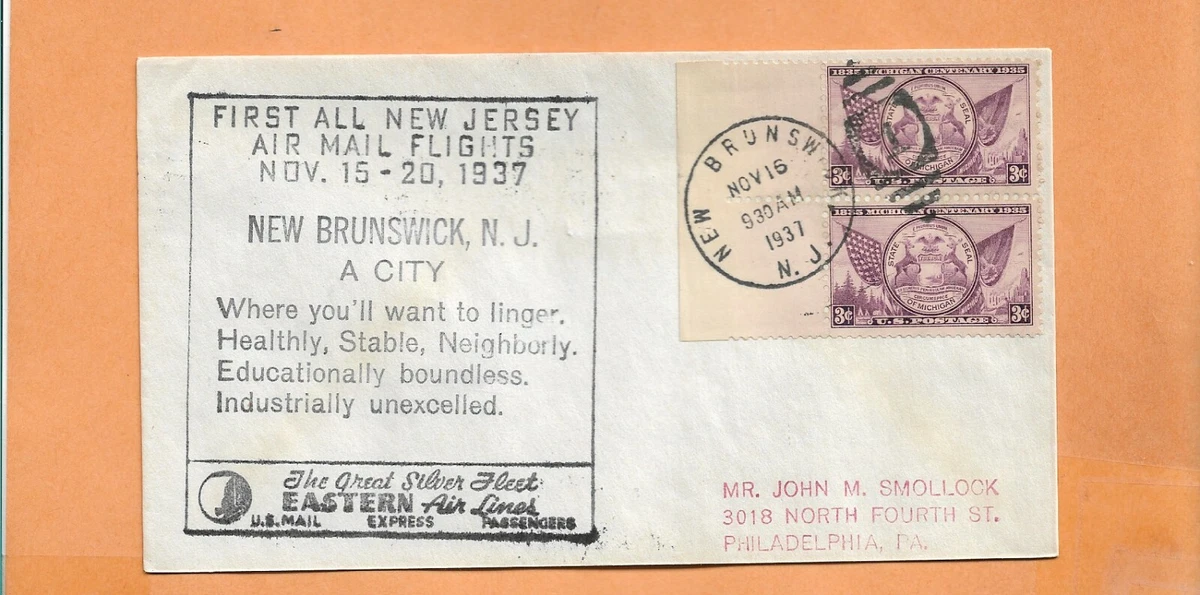 FIRST ALL NEW JERSEY
AIR MAIL FLIGHTS
NOV. 15 - 20, 1937
NEW BRUNSWICK, N. J.
A CITY
Where you'll want to linger.
Healthly, Stable, Neighborly.
Educationally boundless.
Industrially unexcelled.
The Great Silver Fleet
EASTERN Air Lines
U.S. MAIL EXPRESS PASSENGERS
NEW BRUNSW
NOV 16
930 AM
1937
N. J.
1835 MICHIGAN CENTENARY 1935
STATE SEAL
OF MICHIGAN
3¢ U.S. POSTAGE 3¢
1835 MICHIGAN CENTENARY 1935
STATE SEAL
OF MICHIGAN
3¢ U.S. POSTAGE 3¢
MR. JOHN M. SMOLLOCK
3018 NORTH FOURTH ST.
PHILADELPHIA, PA.